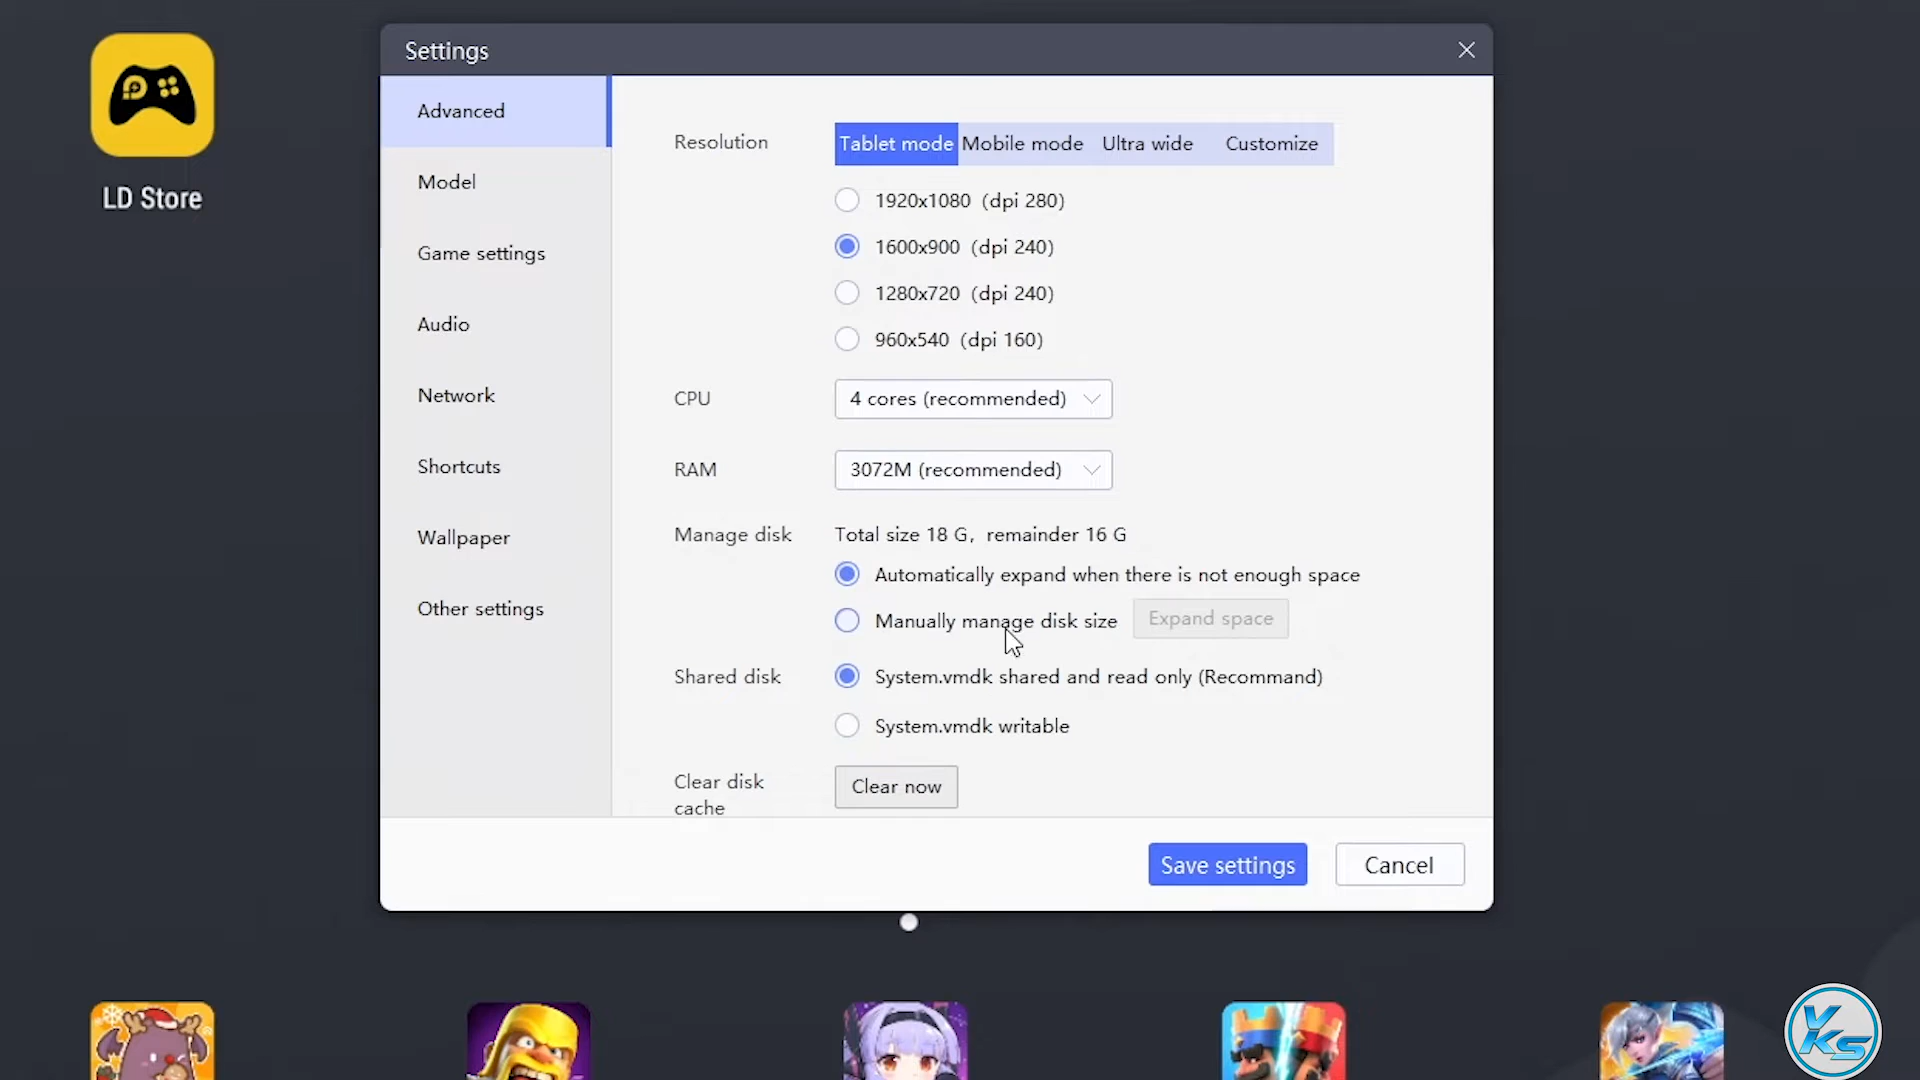 Settings
LD Store
Advanced
Model
Game settings
Audio
Network
Shortcuts
Wallpaper
Other settings
Resolution
Tablet mode Mobile mode Ultra wide Customize
1920x1080 (dpi 280)
1600x900 (dpi 240)
1280x720 (dpi 240)
960x540 (dpi 160)
CPU 4 cores (recommended)
RAM 3072M (recommended)
Manage disk Total size 18 G, remainder 16 G
Automatically expand when there is not enough space
Manually manage disk size Expand space
Shared disk System.vmdk shared and read only (Recommand)
System.vmdk writable
Clear disk
cache
Clear now
Save settings Cancel
VKS